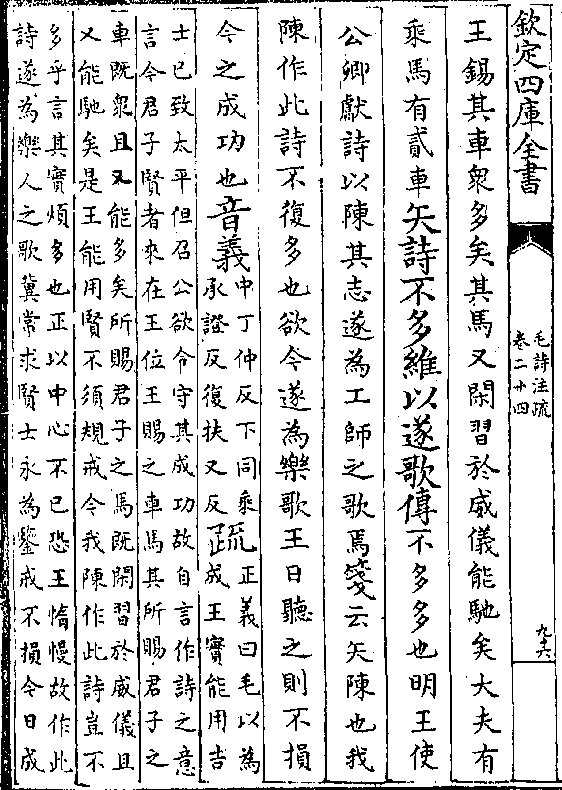 欽定四庫全書
毛詩注疏
卷二十四
九六
王錫其車衆多矣其馬又閑習於威儀能馳矣大夫有
乘馬有貳車矢詩不多維以遂歌傳不多多也明王使
公卿獻詩以陳其志遂為工師之歌焉箋云矢陳也我
陳作此詩不復多也欲令遂為樂歌王日聽之則不損
今之成功也音義中丁仲反下同乘
承證反復扶又反疏正義曰毛以為
成王實能用吉
士已致太平但召公欲令守其成功故自言作詩之意
言今君子賢者來在王位王賜之車馬其所賜君子之
車既衆且又能多矣所賜君子之馬既閑習於威儀且
又能馳矣是王能用賢不須規戒今我陳作此詩豈不
多乎言其實煩多也正以中心不已恐王惰慢故作此
詩遂為樂人之歌冀常求賢士永為鑒戒不損今日成